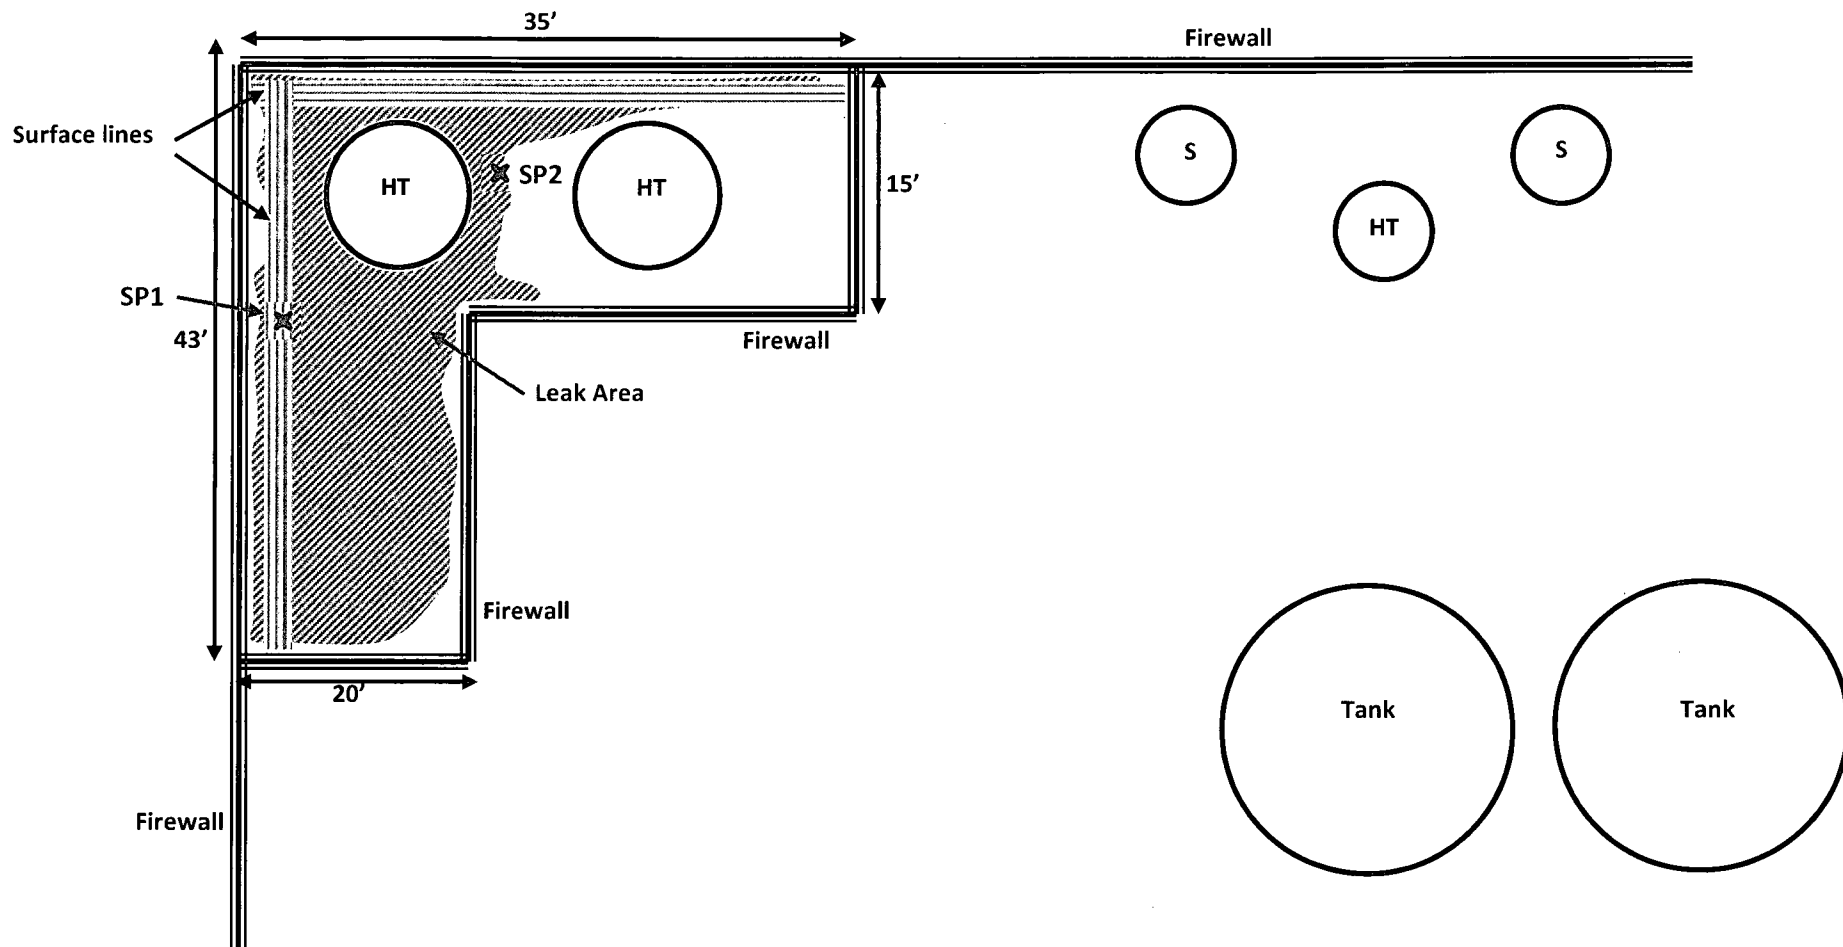 35’
Firewall
Surface lines
HT
SP2
HT
15’
S
S
HT
SP1
43’
Firewall
Leak Area
Firewall
20’
Tank
Tank
Firewall